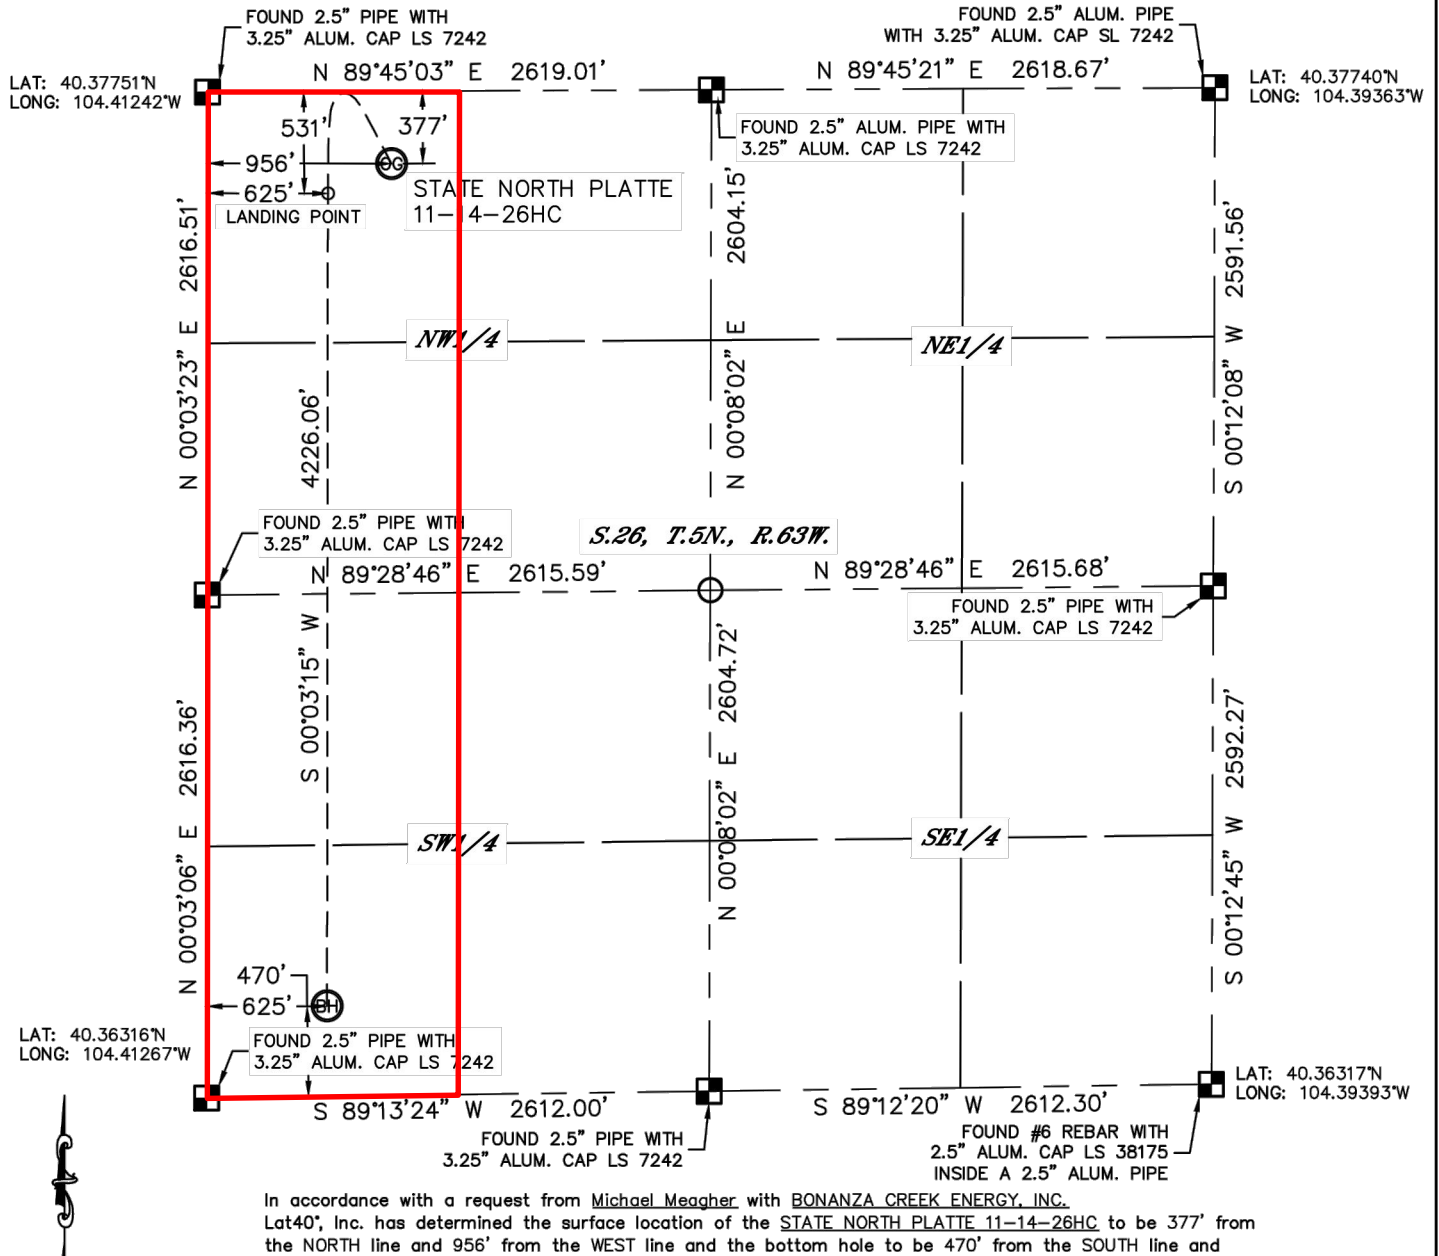 FOUND 2.5" PIPE WITH
3.25" ALUM. CAP LS 7242
FOUND 2.5" ALUM. PIPE
WITH 3.25" ALUM. CAP SL 7242
LAT: 40.37751°N
LONG: 104.41242°W
N 89°45'03" E 2619.01'
N 89°45'21" E 2618.67'
LAT: 40.37740°N
LONG: 104.39363°W
531'
377'
FOUND 2.5" ALUM. PIPE WITH
3.25" ALUM. CAP LS 7242
956'
OG
625'
LANDING POINT
STATE NORTH PLATTE
11-14-26HC
N 00°03'23" E 2616.51'
N 00°08'02" E 2604.15'
S 00°12'08" W 2591.56'
NW1/4
NE1/4
S 00°03'15" W 4226.06'
FOUND 2.5" PIPE WITH
3.25" ALUM. CAP LS 7242
S.26, T.5N., R.63W.
N 89°28'46" E 2615.59'
N 89°28'46" E 2615.68'
FOUND 2.5" PIPE WITH
3.25" ALUM. CAP LS 7242
N 00°03'06" E 2616.36'
N 00°08'02" E 2604.72'
S 00°12'45" W 2592.27'
SW1/4
SE1/4
470'
625'
BH
LAT: 40.36316°N
LONG: 104.41267°W
FOUND 2.5" PIPE WITH
3.25" ALUM. CAP LS 7242
LAT: 40.36317°N
LONG: 104.39393°W
S 89°13'24" W 2612.00'
S 89°12'20" W 2612.30'
FOUND 2.5" PIPE WITH
3.25" ALUM. CAP LS 7242
FOUND #6 REBAR WITH
2.5" ALUM. CAP LS 38175
INSIDE A 2.5" ALUM. PIPE
In accordance with a request from Michael Meagher with BONANZA CREEK ENERGY, INC.
Lat40°, Inc. has determined the surface location of the STATE NORTH PLATTE 11-14-26HC to be 377' from
the NORTH line and 956' from the WEST line and the bottom hole to be 470' from the SOUTH line and